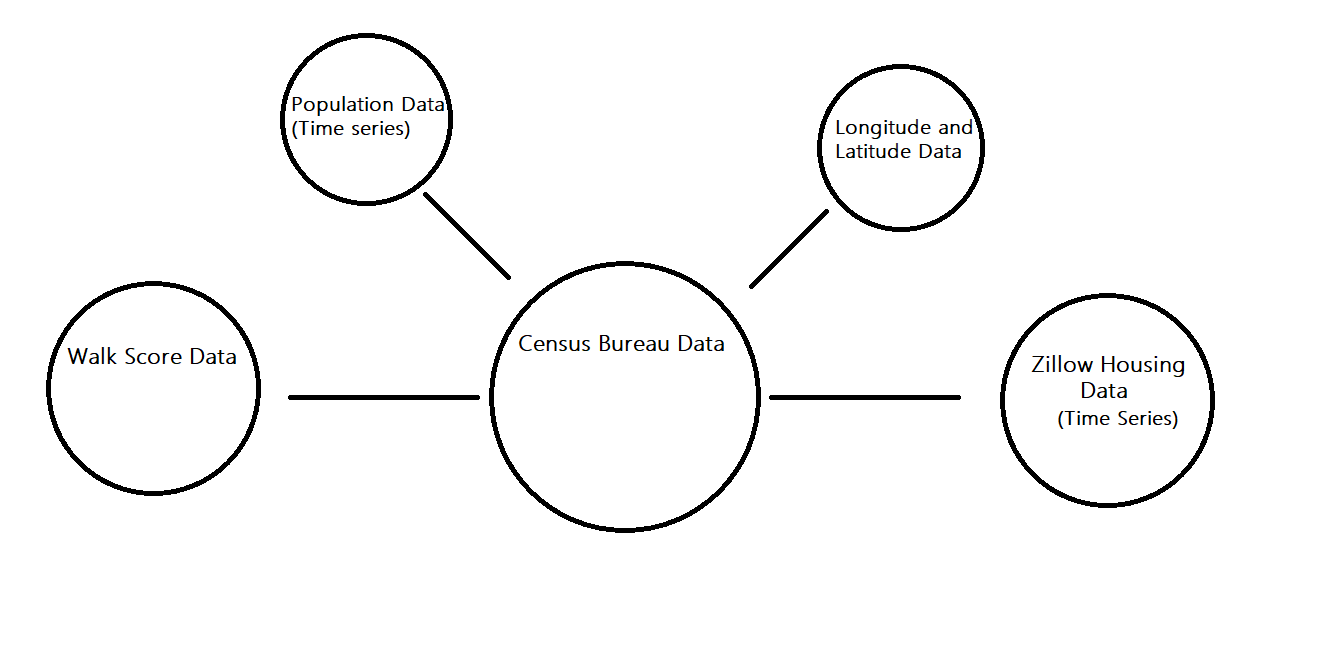 Population Data
(Time series)
Longitude and
Latitude Data
Walk Score Data
Census Bureau Data
Zillow Housing
Data
(Time Series)